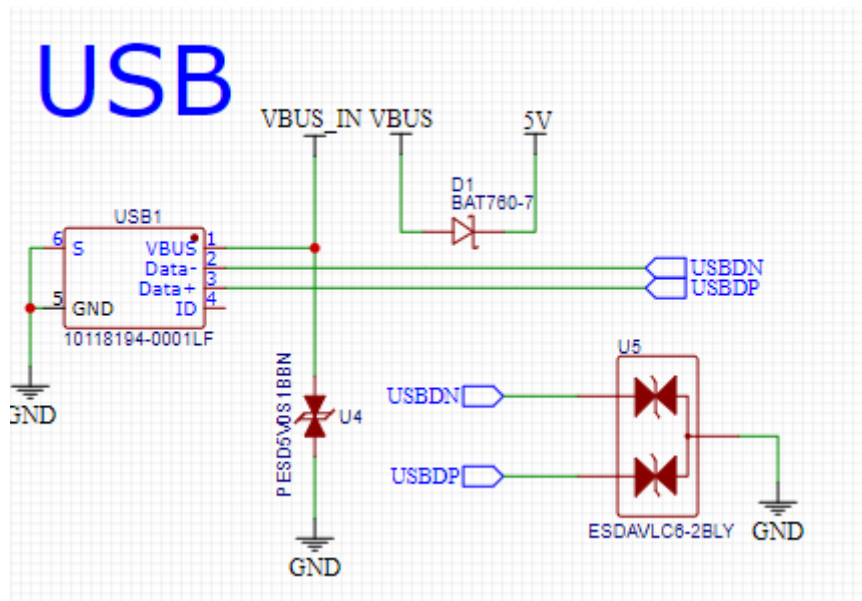 USB
VBUS_IN VBUS 5V
D1
BAT760-7
USB1
6 S VBUS 1
Data- 2
USBDN
Data+ 3
USBDP
5 GND ID 4
10118194-0001LF
GND
PESD5V0S1BBN
U4
GND
U5
USBDN
USBDP
ESDAVLC6-2BLY
GND